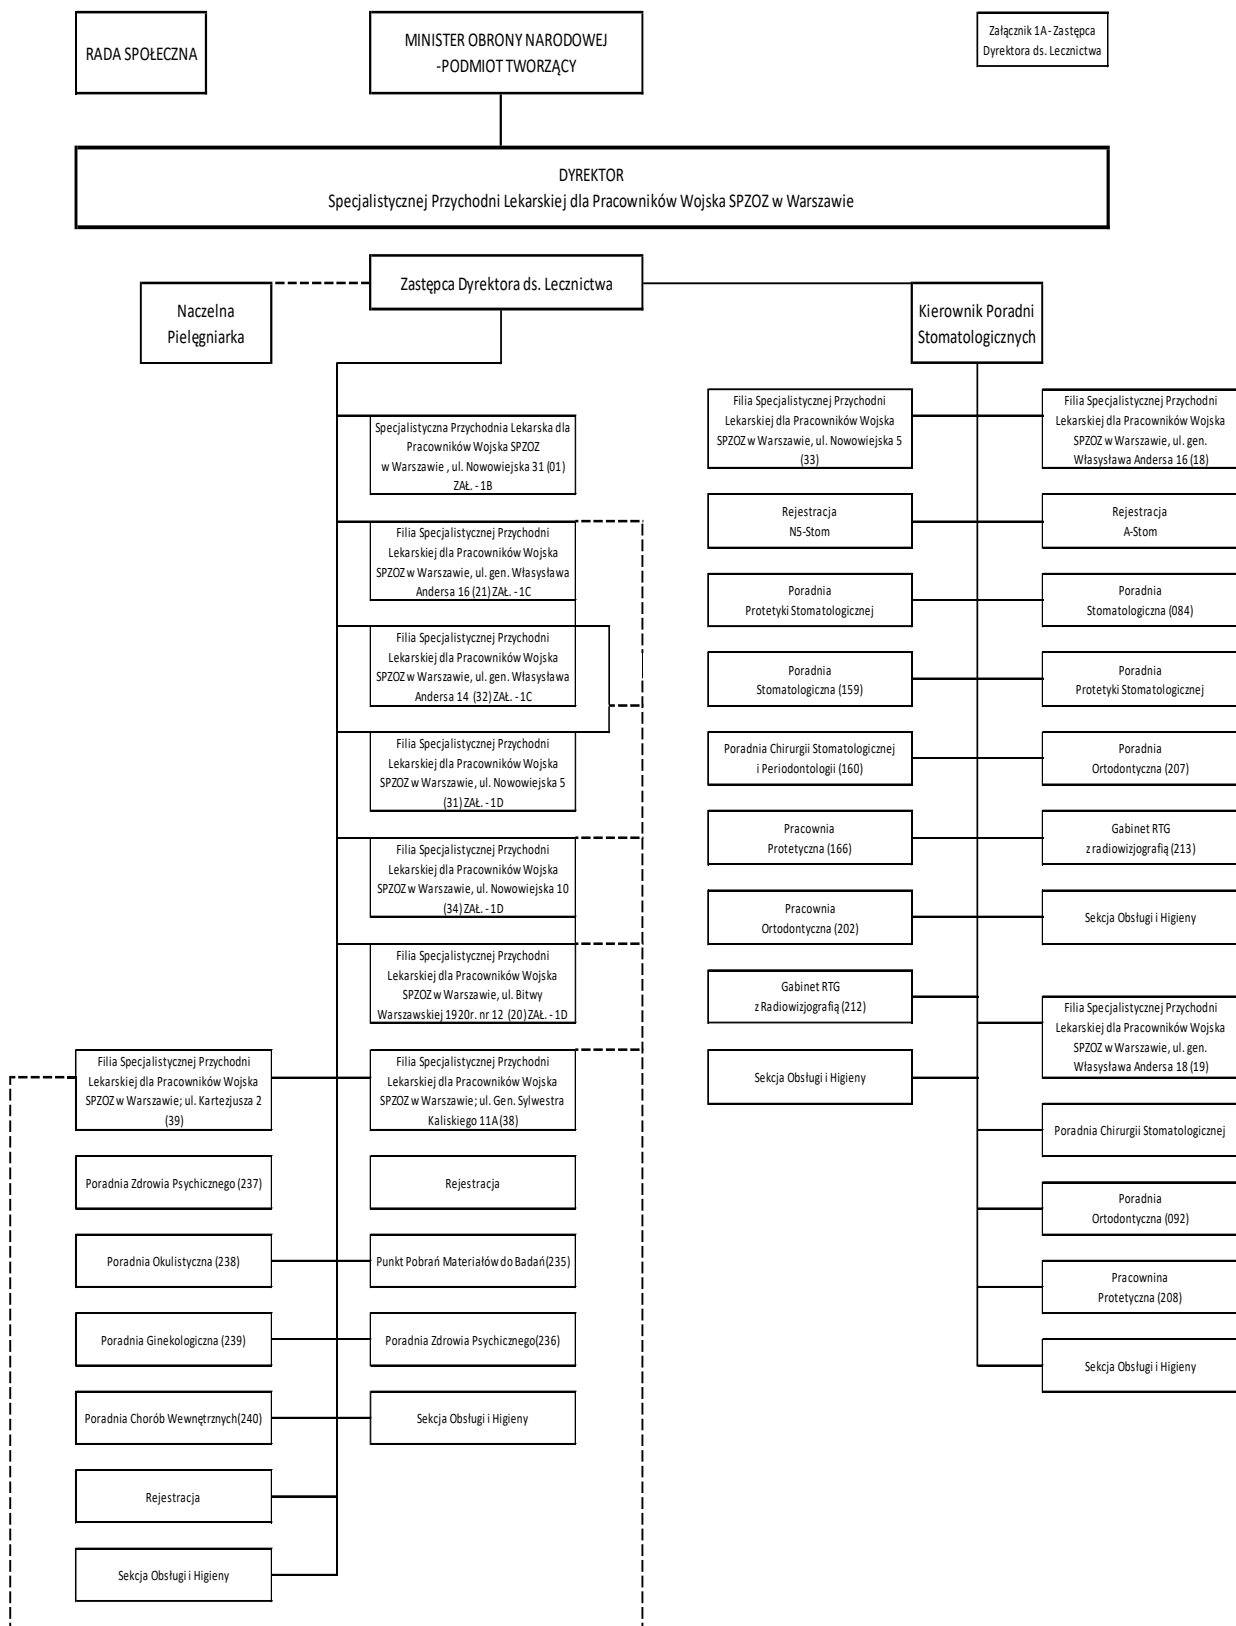 RADA SPOŁECZNA
MINISTER OBRONY NARODOWEJ
-PODMIOT TWORZĄCY
Załącznik 1A- Zastępca
Dyrektora ds. Lecznictwa
DYREKTOR
Specjalistycznej Przychodni Lekarskiej dla Pracowników Wojska SPZOZ w Warszawie
Zastępca Dyrektora ds. Lecznictwa
Naczelna
Pielęgniarka
Kierownik Poradni
Stomatologicznych
Specjalistyczna Przychodnia Lekarska dla
Pracowników Wojska SPZOZ
w Warszawie , ul. Nowowiejska 31 (01)
ZAŁ. - 1B
Filia Specjalistycznej Przychodni
Lekarskiej dla Pracowników Wojska
SPZOZ w Warszawie, ul. gen. Własysława
Andersa 16 (21) ZAŁ. - 1C
Filia Specjalistycznej Przychodni
Lekarskiej dla Pracowników Wojska
SPZOZ w Warszawie, ul. gen. Własysława
Andersa 14 (32) ZAŁ. - 1C
Filia Specjalistycznej Przychodni
Lekarskiej dla Pracowników Wojska
SPZOZ w Warszawie, ul. Nowowiejska 5
(31) ZAŁ. - 1D
Filia Specjalistycznej Przychodni
Lekarskiej dla Pracowników Wojska
SPZOZ w Warszawie, ul. Nowowiejska 10
(34) ZAŁ. - 1D
Filia Specjalistycznej Przychodni
Lekarskiej dla Pracowników Wojska
SPZOZ w Warszawie, ul. Bitwy
Warszawskiej 1920r. nr 12 (20) ZAŁ. - 1D
Filia Specjalistycznej Przychodni
Lekarskiej dla Pracowników Wojska
SPZOZ w Warszawie; ul. Kartezjusza 2
(39)
Poradnia Zdrowia Psychicznego (237)
Poradnia Okulistyczna (238)
Poradnia Ginekologiczna (239)
Poradnia Chorób Wewnętrznych(240)
Rejestracja
Sekcja Obsługi i Higieny
Filia Specjalistycznej Przychodni
Lekarskiej dla Pracowników Wojska
SPZOZ w Warszawie; ul. Gen. Sylwestra
Kaliskiego 11A (38)
Rejestracja
Punkt Pobrań Materiałów do Badań(235)
Poradnia Zdrowia Psychicznego(236)
Sekcja Obsługi i Higieny
Filia Specjalistycznej Przychodni
Lekarskiej dla Pracowników Wojska
SPZOZ w Warszawie, ul. Nowowiejska 5
(33)
Rejestracja
N5-Stom
Poradnia
Protetyki Stomatologicznej
Poradnia
Stomatologiczna (159)
Poradnia Chirurgii Stomatologicznej
i Periodontologii (160)
Pracownia
Protetyczna (166)
Pracownia
Ortodontyczna (202)
Gabinet RTG
z Radiowizjografią (212)
Sekcja Obsługi i Higieny
Filia Specjalistycznej Przychodni
Lekarskiej dla Pracowników Wojska
SPZOZ w Warszawie, ul. gen.
Własysława Andersa 16 (18)
Rejestracja
A-Stom
Poradnia
Stomatologiczna (084)
Poradnia
Protetyki Stomatologicznej
Poradnia
Ortodontyczna (207)
Gabinet RTG
z radiowizjografią (213)
Sekcja Obsługi i Higieny
Filia Specjalistycznej Przychodni
Lekarskiej dla Pracowników Wojska
SPZOZ w Warszawie, ul. gen.
Własysława Andersa 18 (19)
Poradnia Chirurgii Stomatologicznej
Poradnia
Ortodontyczna (092)
Pracownina
Protetyczna (208)
Sekcja Obsługi i Higieny